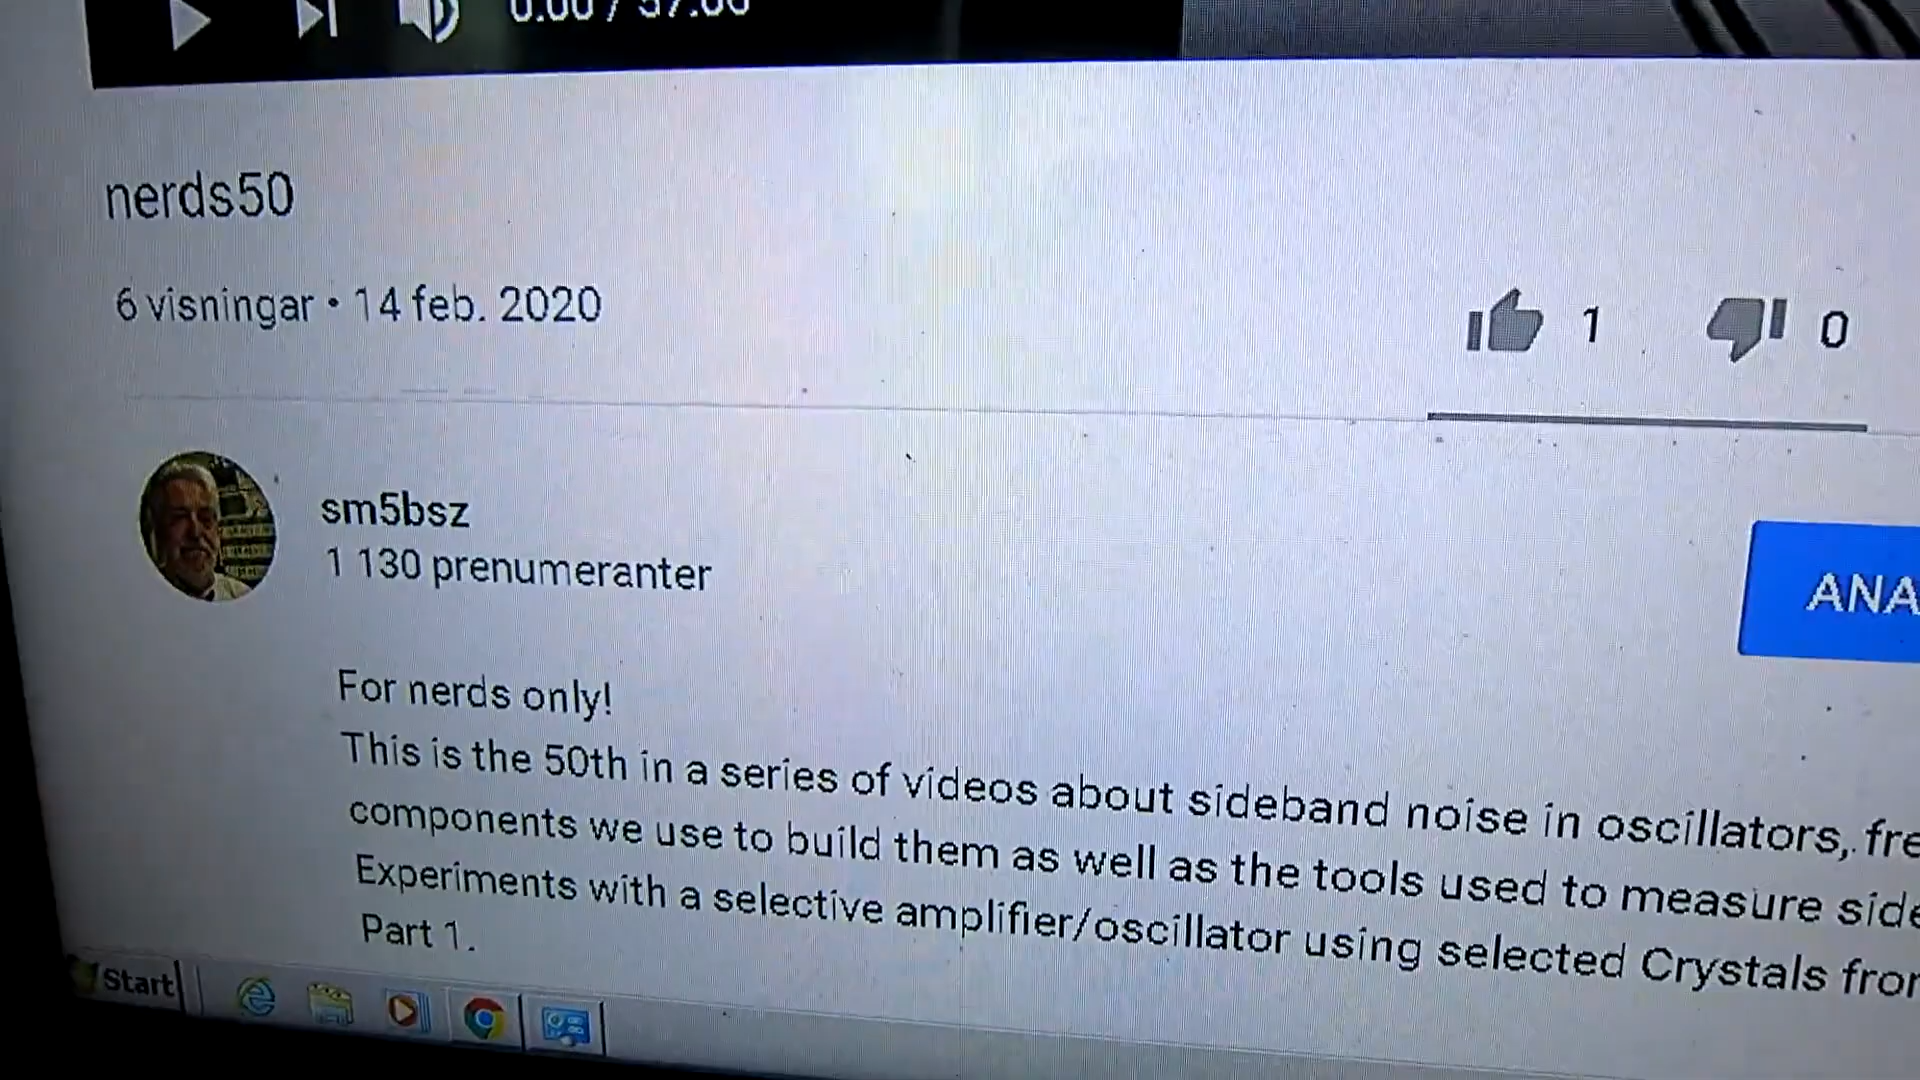 nerds50
6 visningar • 14 feb. 2020
1
0
sm5bsz
1 130 prenumeranter
For nerds only!
This is the 50th in a series of videos about sideband noise in oscillators,
components we use to build them as well as the tools used to measure
Experiments with a selective amplifier/oscillator using selected Crystals
Part 1.
Start